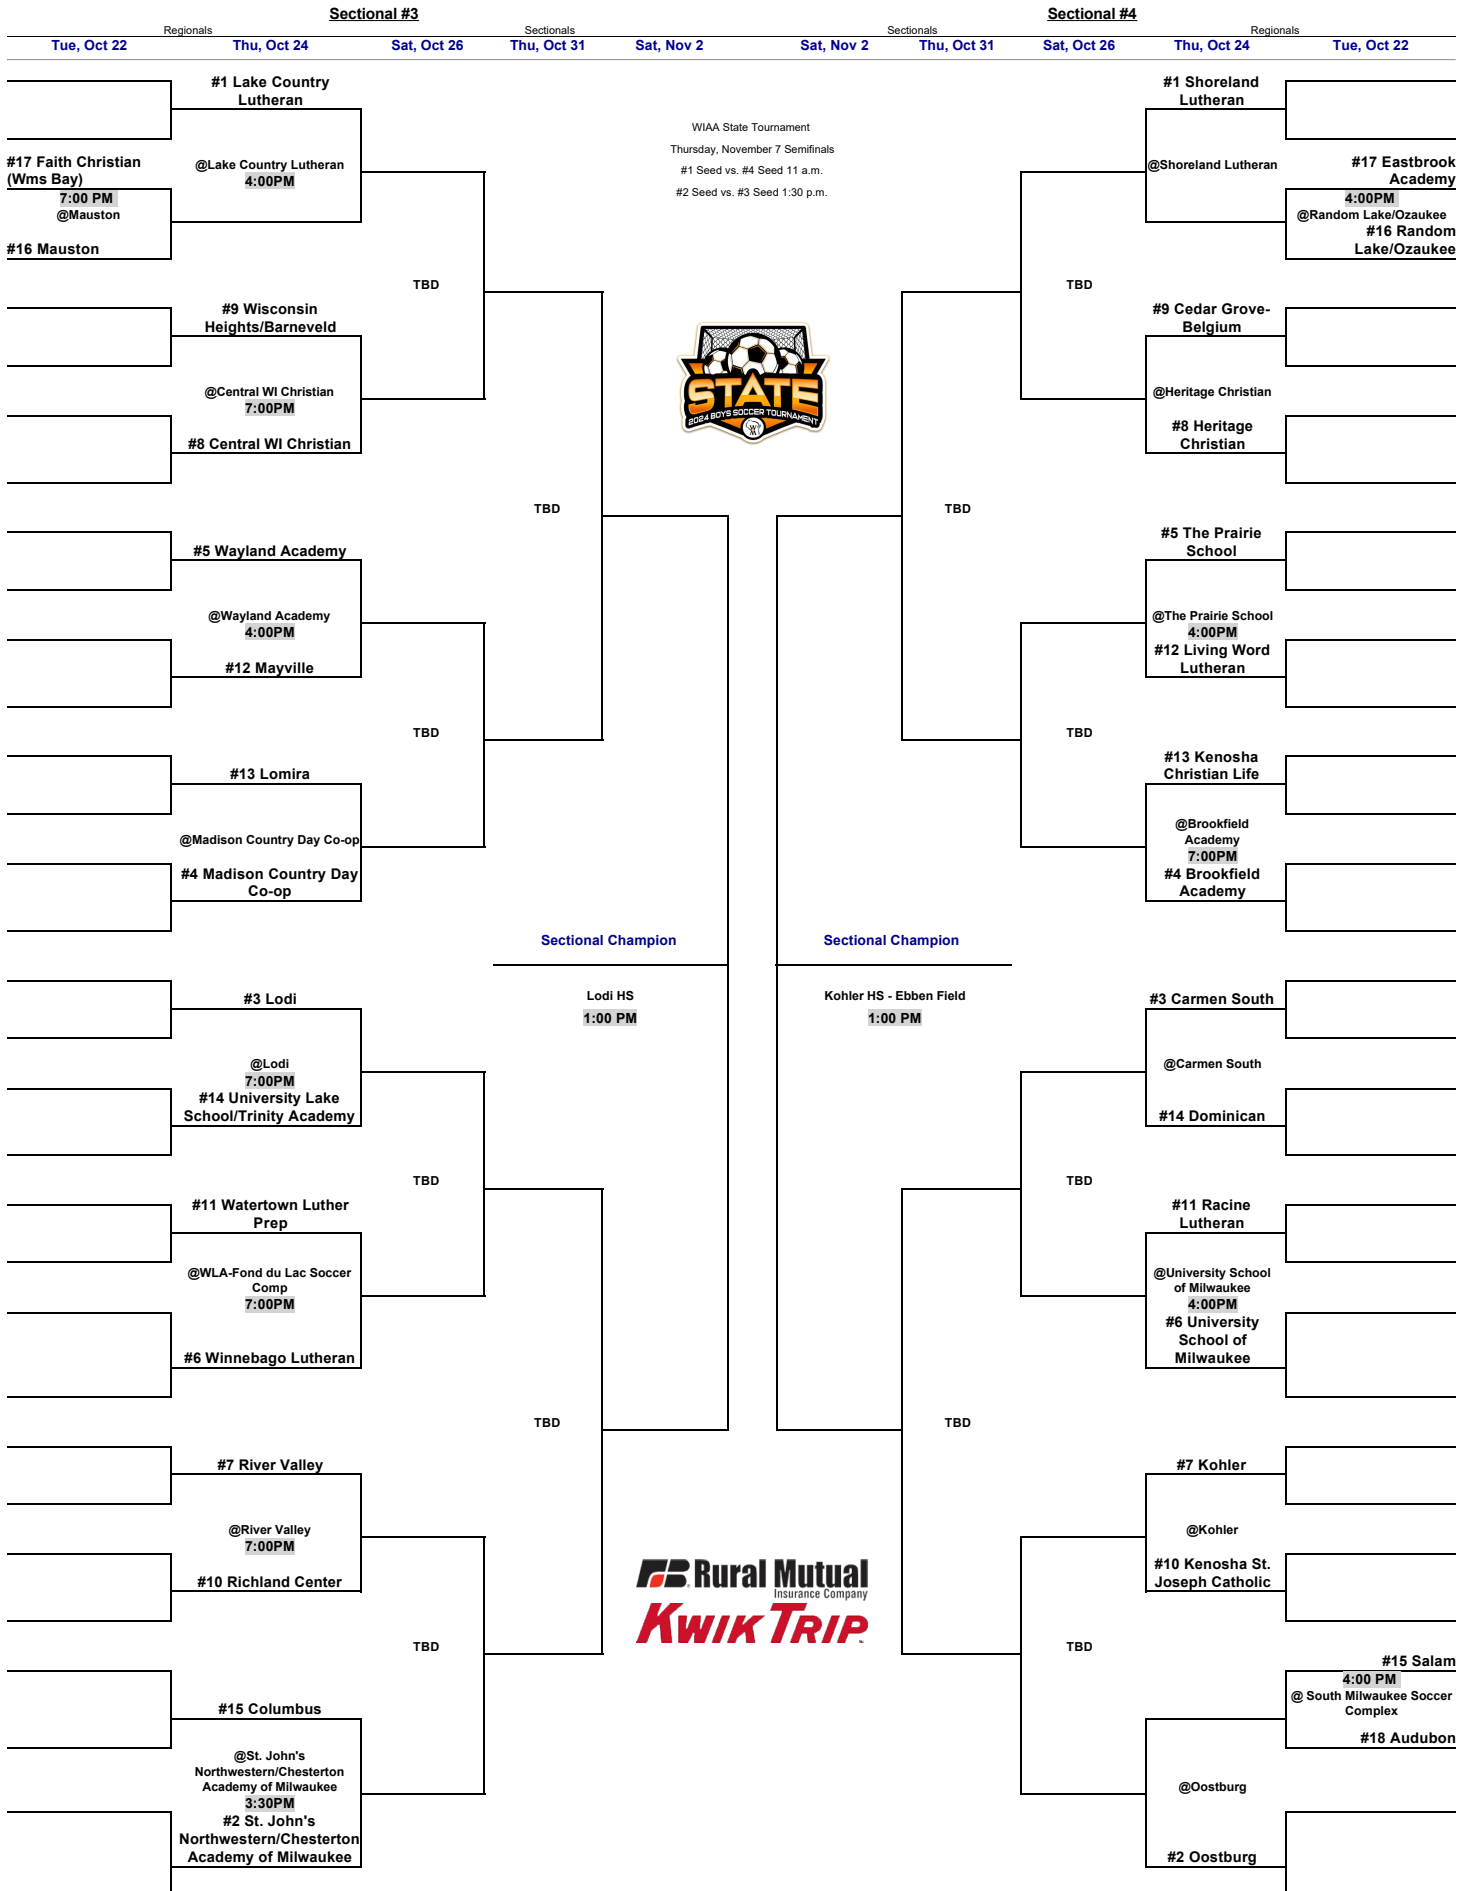 Sectional #3
Sectional #4
Regionals
Sectionals
Sectionals
Regionals
Tue, Oct 22
Thu, Oct 24
Sat, Oct 26
Thu, Oct 31
Sat, Nov 2
Sat, Nov 2
Thu, Oct 31
Sat, Oct 26
Thu, Oct 24
Tue, Oct 22
#1 Lake Country
Lutheran
@Lake Country Lutheran
4:00PM
#17 Faith Christian
(Wms Bay)
7:00 PM
@Mauston
#16 Mauston
TBD
#9 Wisconsin
Heights/Barneveld
@Central WI Christian
7:00PM
#8 Central WI Christian
TBD
#5 Wayland Academy
@Wayland Academy
4:00PM
#12 Mayville
TBD
#13 Lomira
@Madison Country Day Co-op
#4 Madison Country Day
Co-op
Sectional Champion
Lodi HS
1:00 PM
#3 Lodi
@Lodi
7:00PM
#14 University Lake
School/Trinity Academy
TBD
#11 Watertown Luther
Prep
@WLA-Fond du Lac Soccer
Comp
7:00PM
#6 Winnebago Lutheran
TBD
#7 River Valley
@River Valley
7:00PM
#10 Richland Center
TBD
#15 Columbus
@St. John's
Northwestern/Chesterton
Academy of Milwaukee
3:30PM
#2 St. John's
Northwestern/Chesterton
Academy of Milwaukee
WIAA State Tournament
Thursday, November 7 Semifinals
#1 Seed vs. #4 Seed 11 a.m.
#2 Seed vs. #3 Seed 1:30 p.m.
STATE
2024 BOYS SOCCER TOURNAMENT
Rural Mutual
Insurance Company
KWIK TRIP
#1 Shoreland
Lutheran
@Shoreland Lutheran
#17 Eastbrook
Academy
4:00PM
@Random Lake/Ozaukee
#16 Random
Lake/Ozaukee
TBD
#9 Cedar Grove-
Belgium
@Heritage Christian
#8 Heritage
Christian
TBD
#5 The Prairie
School
@The Prairie School
4:00PM
#12 Living Word
Lutheran
TBD
#13 Kenosha
Christian Life
@Brookfield
Academy
7:00PM
#4 Brookfield
Academy
Sectional Champion
Kohler HS - Ebben Field
1:00 PM
#3 Carmen South
@Carmen South
#14 Dominican
TBD
#11 Racine
Lutheran
@University School
of Milwaukee
4:00PM
#6 University
School of
Milwaukee
TBD
#7 Kohler
@Kohler
#10 Kenosha St.
Joseph Catholic
TBD
#15 Salam
4:00 PM
@ South Milwaukee Soccer
Complex
#18 Audubon
@Oostburg
#2 Oostburg